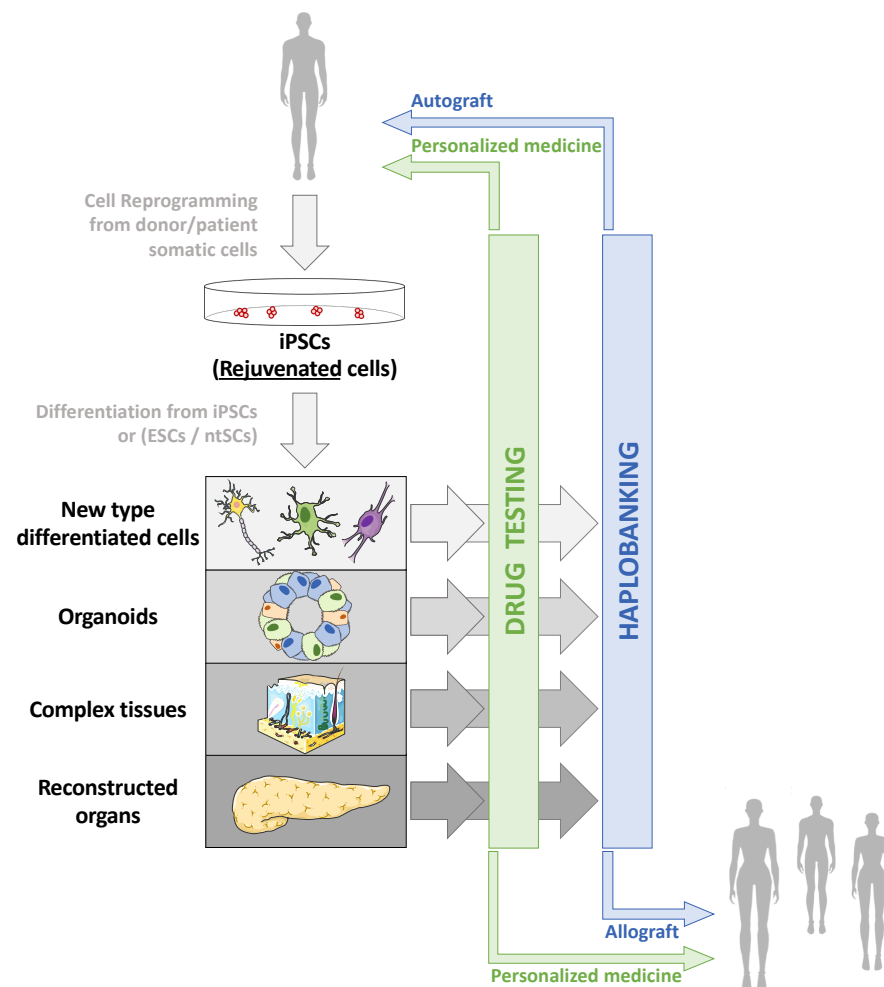 Autograft
Personalized medicine
Cell Reprogramming
from donor/patient
somatic cells
iPSCs
(Rejuvenated cells)
Differentiation from iPSCs
or (ESCs / ntSCs)
New type
differentiated cells
Organoids
Complex tissues
Reconstructed
organs
DRUG TESTING
HAPLOBANKING
Allograft
Personalized medicine